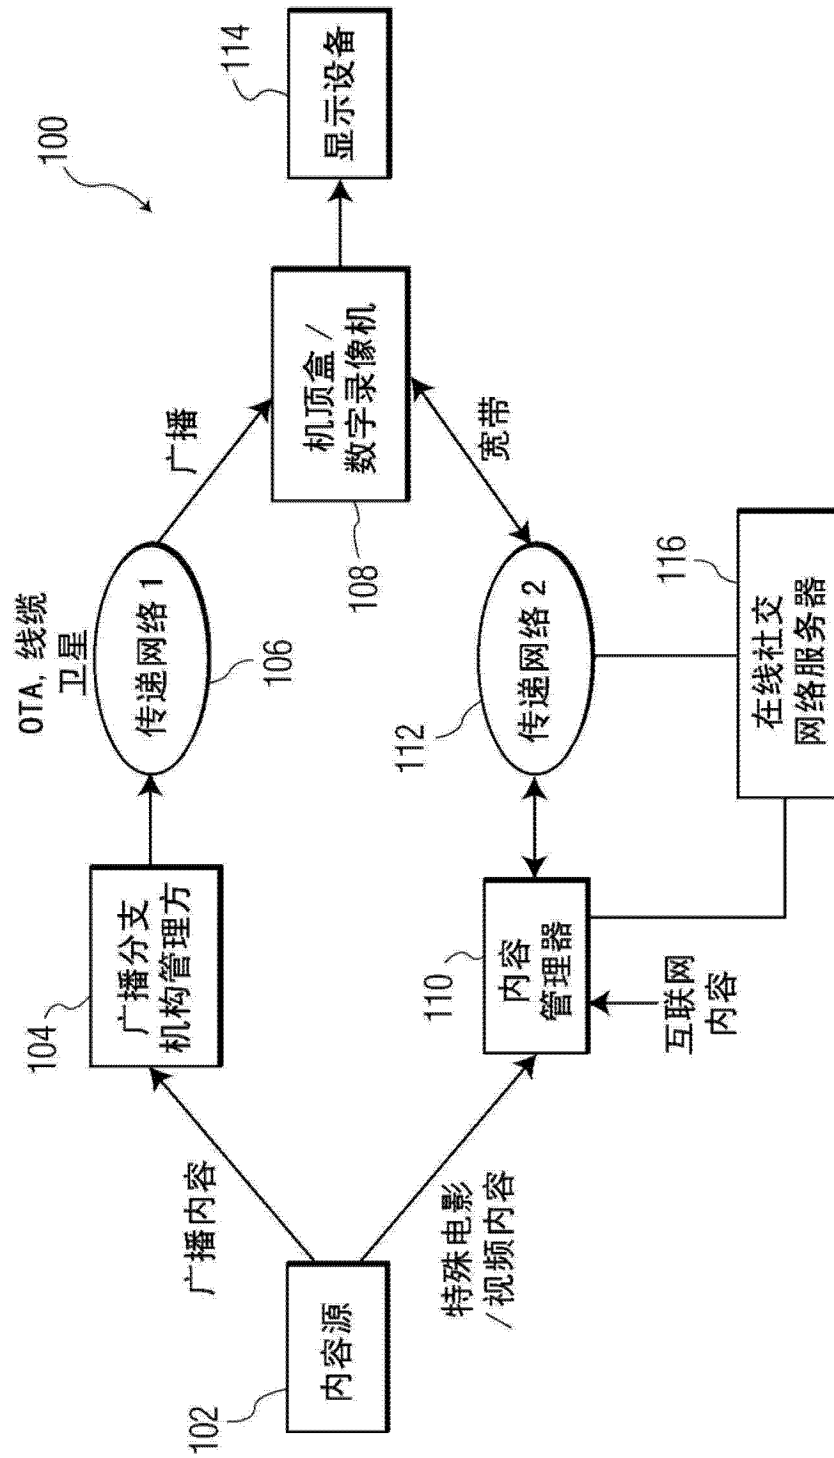 100
OTA, 线缆
卫星
104
广播分支
机构管理方
传递网络 1
106
广播
广播内容
102
内容源
机顶盒 /
数字录像机
108
114
显示设备
特殊电影
/ 视频内容
110
内容
管理器
互联网
内容
112
传递网络 2
宽带
116
在线社交
网络服务器